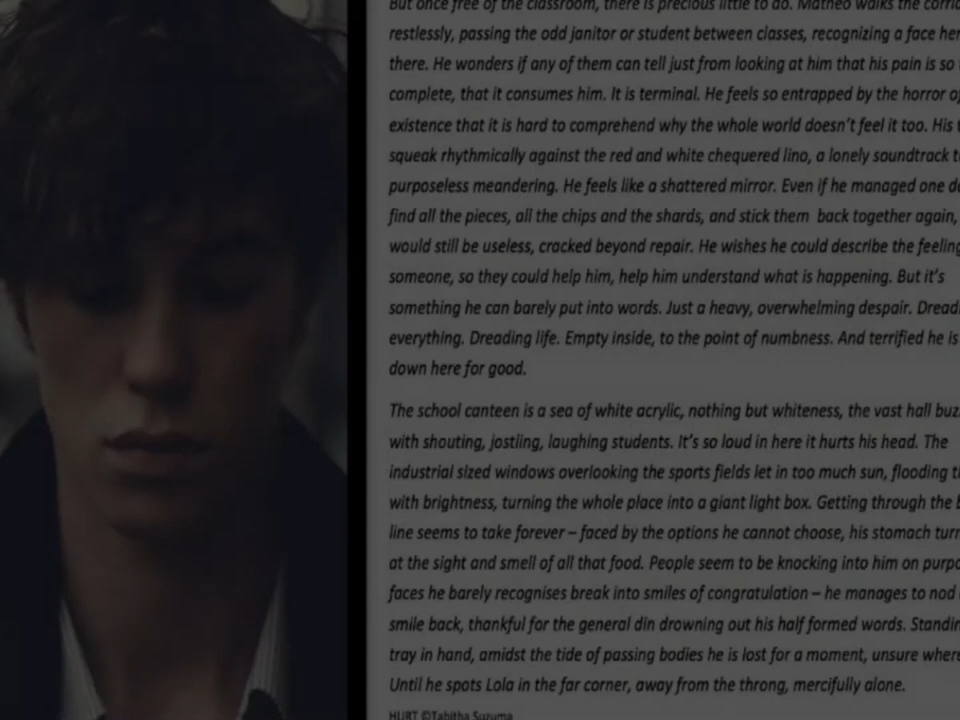 But once free of the classroom, there is precious little to do. Matheo walks the
restlessly, passing the odd janitor or student between classes, recognizing a face
there. He wonders if any of them can tell just from looking at him that his pain is so
complete, that it consumes him. It is terminal. He feels so entrapped by the horror
existence that it is hard to comprehend why the whole world doesn't feel it too. His
squeak rhythmically against the red and white chequered lino, a lonely soundtrack
purposeless meandering. He feels like a shattered mirror. Even if he managed one
find all the pieces, all the chips and the shards, and stick them back together again,
would still be useless, cracked beyond repair. He wishes he could describe the
someone, so they could help him, help him understand what is happening. But it's
something he can barely put into words. Just a heavy, overwhelming despair.
everything. Dreading life. Empty inside, to the point of numbness. And terrified he is
down here for good.
The school canteen is a sea of white acrylic, nothing but whiteness, the vast hall
with shouting, jostling, laughing students. It's so loud in here it hurts his head. The
industrial sized windows overlooking the sports fields let in too much sun, flooding
with brightness, turning the whole place into a giant light box. Getting through the
line seems to take forever – faced by the options he cannot choose, his stomach
at the sight and smell of all that food. People seem to be knocking into him on
faces he barely recognises break into smiles of congratulation – he manages to nod
smile back, thankful for the general din drowning out his half formed words.
tray in hand, amidst the tide of passing bodies he is lost for a moment, unsure
Until he spots Lola in the far corner, away from the throng, mercifully alone.
HURT ©Tabitha Suzuma